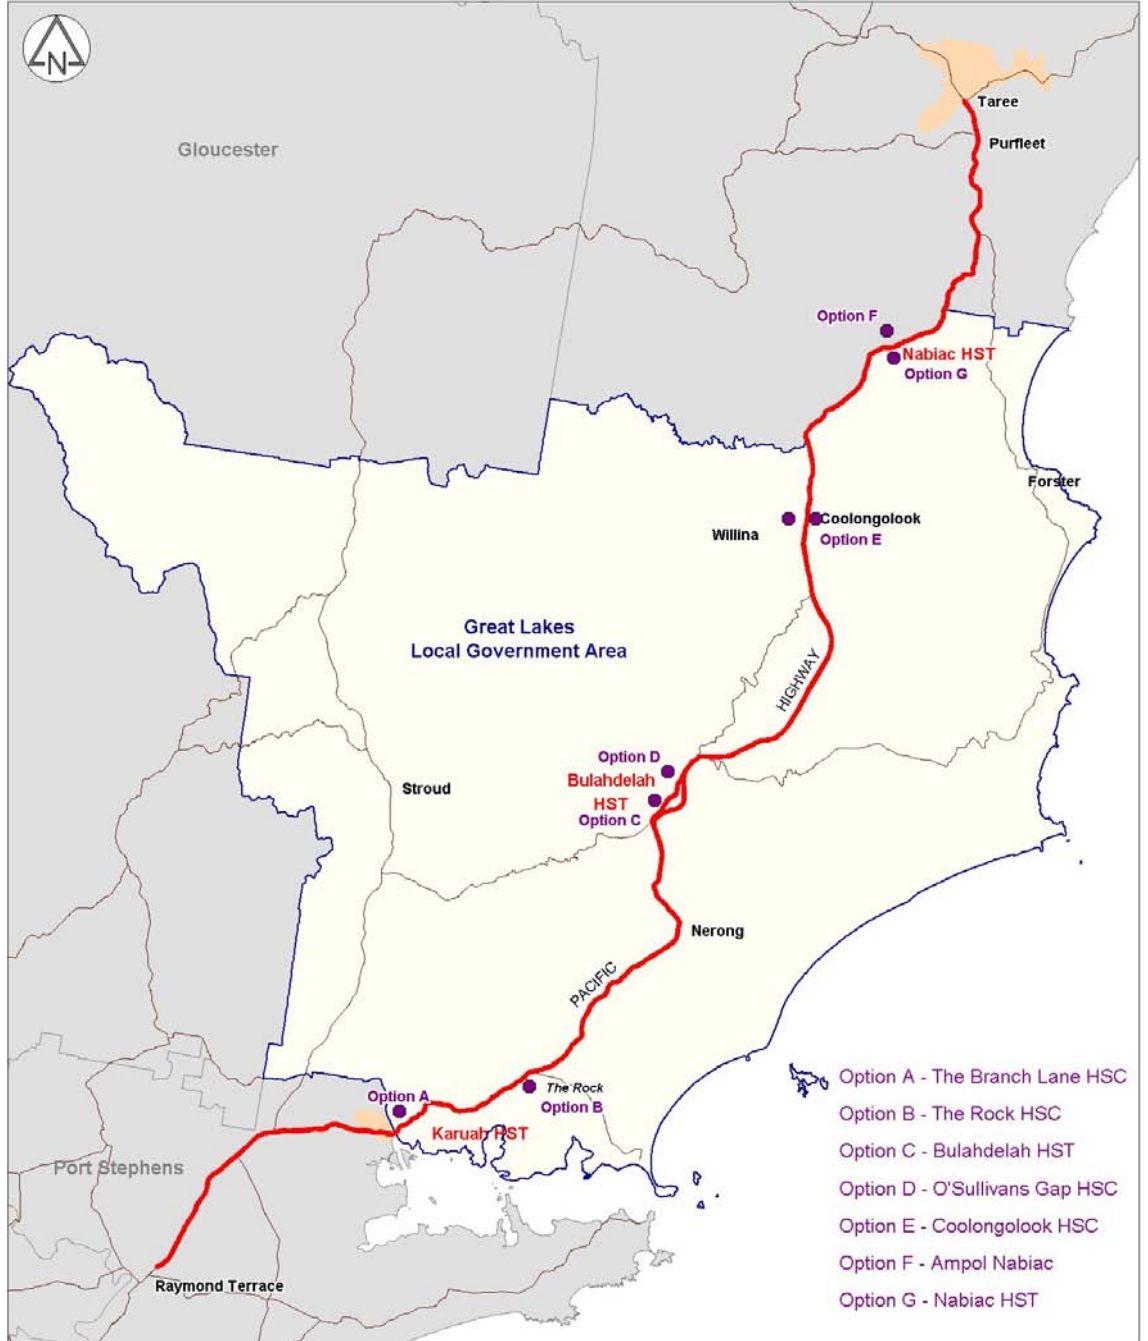 N
Taree
Purfleet
Gloucester
Option F
Nabiac HST
Option G
Forster
Coolongolook
Willina
Option E
Great Lakes
Local Government Area
HIGHWAY
Option D
Bulahdelah
HST
Option C
Stroud
Nerong
PACIFIC
The Rock
Option B
Option A
Karuah HST
Port Stephens
Raymond Terrace
Option A - The Branch Lane HSC
Option B - The Rock HSC
Option C - Bulahdelah HST
Option D - O'Sullivans Gap HSC
Option E - Coolongolook HSC
Option F - Ampol Nabiac
Option G - Nabiac HST